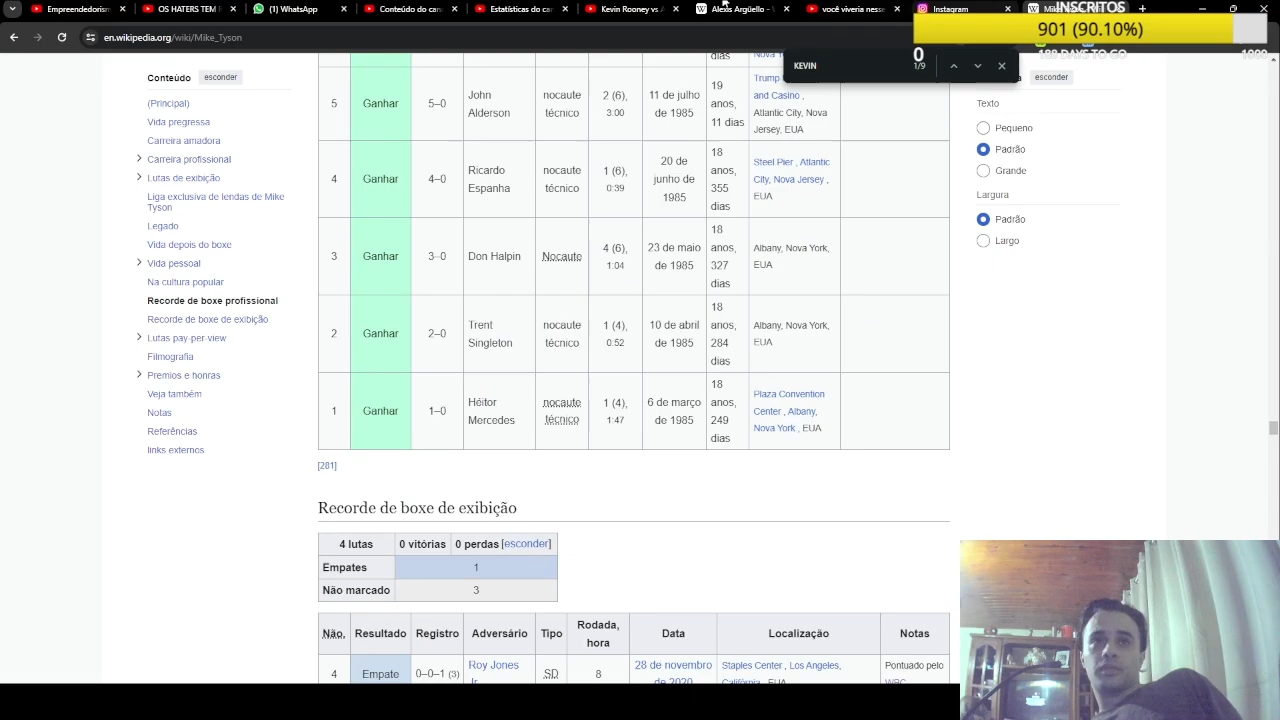 Empreendedorism
OS HATERS TEM F
WhatsApp
Conteúdo do can
Estatísticas do can
Kevin Rooney vs A
Alexis Argüello – W
você viveria nesse
Instagram
INSCRITOS
901 (90.10%)
0
188 DAYS TO GO
1000
en.wikipedia.org/wiki/Mike_Tyson
KEVIN
1/9
Conteúdo
esconder
(Principal)
Vida pregressa
Carreira amadora
Carreira profissional
Lutas de exibição
Liga exclusiva de lendas de Mike
Tyson
Legado
Vida depois do boxe
Vida pessoal
Na cultura popular
Recorde de boxe profissional
Recorde de boxe de exibição
Lutas pay-per-view
Filmografia
Premios e honras
Veja também
Notas
Referências
links externos
dias
5 Ganhar 5–0 John Alderson nocaute técnico 2 (6), 3:00 11 de julho de 1985 19 anos, 11 dias Trump and Casino , Atlantic City, Nova Jersey, EUA
4 Ganhar 4–0 Ricardo Espanha nocaute técnico 1 (6) 0:39 20 de junho de 1985 18 anos, 355 dias Steel Pier , Atlantic City, Nova Jersey , EUA
3 Ganhar 3–0 Don Halpin Nocaute 4 (6), 1:04 23 de maio de 1985 18 anos, 327 dias Albany, Nova York, EUA
2 Ganhar 2–0 Trent Singleton nocaute técnico 1 (4), 0:52 10 de abril de 1985 18 anos, 284 dias Albany, Nova York, EUA
1 Ganhar 1–0 Héitor Mercedes nocaute técnico 1 (4), 1:47 6 de março de 1985 18 anos, 249 dias Plaza Convention Center , Albany, Nova York , EUA
[281]
Recorde de boxe de exibição
4 lutas 0 vitórias 0 perdas [esconder]
Empates 1
Não marcado 3
Não, Resultado Registro Adversário Tipo Rodada, hora Data Localização Notas
4 Empate 0–0–1 (3) Roy Jones Jr. SD 8 28 de novembro de 2020 Staples Center , Los Angeles, Califórnia , EUA Pontuado pelo WBC
esconder
Texto
Pequeno
Padrão
Grande
Largura
Padrão
Largo